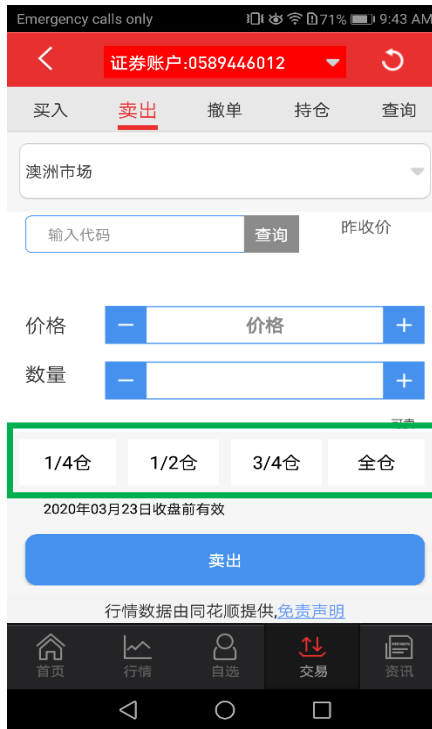 Emergency calls only 71% 9:43 AM
证券账户:0589446012
买入 卖出 撤单 持仓 查询
澳洲市场
输入代码 查询 昨收价
价格 － 价格 +
数量 － +
1/4仓 1/2仓 3/4仓 全仓
2020年03月23日收盘前有效
卖出
行情数据由同花顺提供,免责声明
首页 行情 自选 交易 资讯